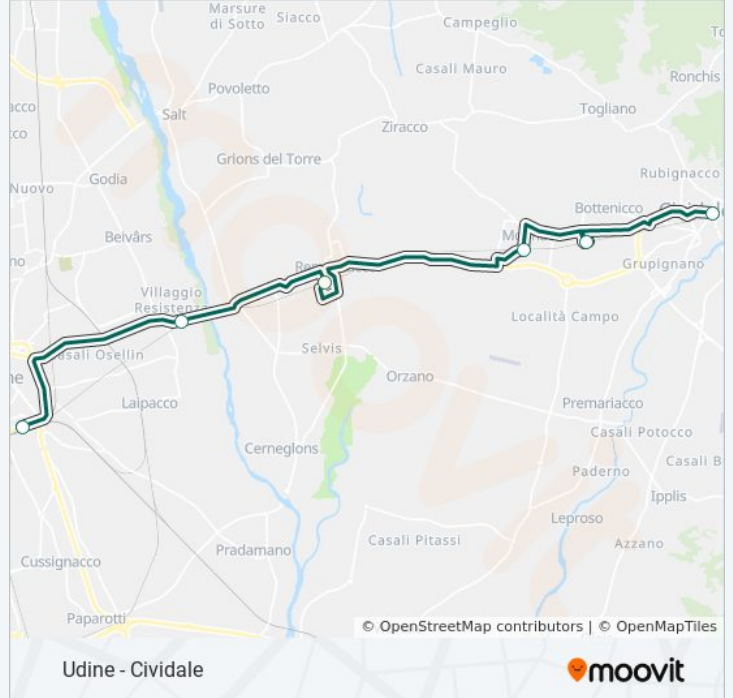 Marsure
di Sotto
Siacco
Campeglio
Casali Mauro
Ronchis
Povoletto
Togliano
Salt
Ziracco
Grions del Torre
Rubignacco
Nuovo
Godia
Bottenicco
Beivârs
Grupignano
Villaggio
Resistenza
Località Campo
Casali Osellin
Selvis
Orzano
Laipacco
Premariacco
Casali Potocco
Cerneglons
Casali B
Paderno
Ipplis
Leproso
Pradamano
Casali Pitassi
Azzano
Cussignacco
Paparotti
© OpenStreetMap contributors | © OpenMapTiles
Udine - Cividale
moovit